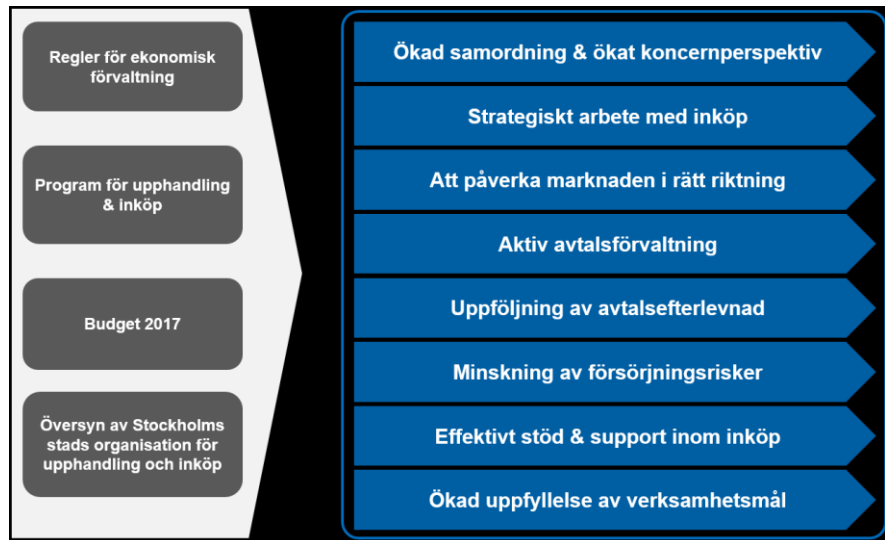 Regler för ekonomisk
förvaltning
Program för upphandling
& inköp
Budget 2017
Översyn av Stockholms
stads organisation för
upphandling och inköp
Ökad samordning & ökat koncernperspektiv
Strategiskt arbete med inköp
Att påverka marknaden i rätt riktning
Aktiv avtalsförvaltning
Uppföljning av avtalsefterlevnad
Minskning av försörjningsrisker
Effektivt stöd & support inom inköp
Ökad uppfyllelse av verksamhetsmål